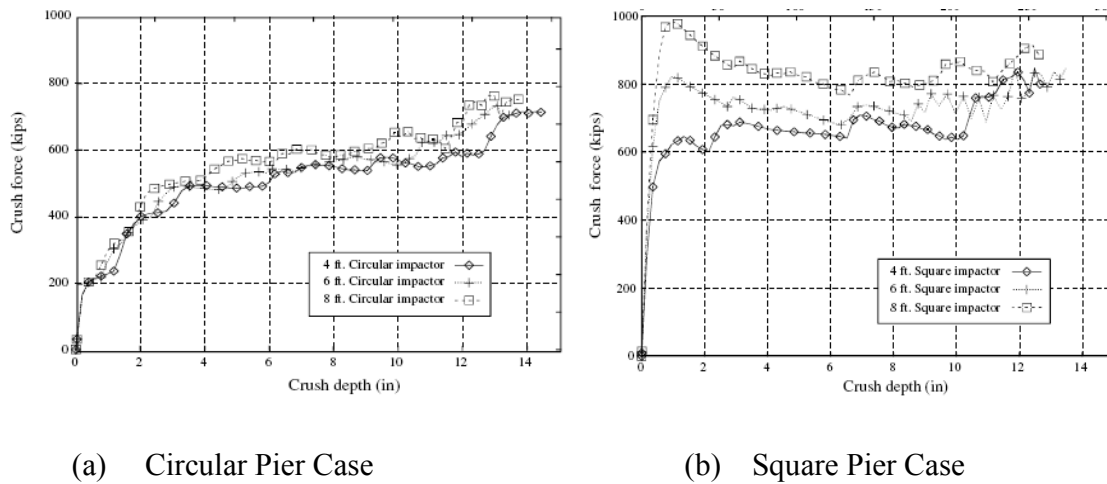 1000
800
600
400
200
0
Crush force (kips)
4 ft. Circular impactor
6 ft. Circular impactor
8 ft. Circular impactor
0 2 4 6 8 10 12 14
Crush depth (in)
1000
800
600
400
200
0
Crush force (kips)
4 ft. Square impactor
6 ft. Square impactor
8 ft. Square impactor
0 2 4 6 8 10 12 14
Crush depth (in)
(a) Circular Pier Case
(b) Square Pier Case